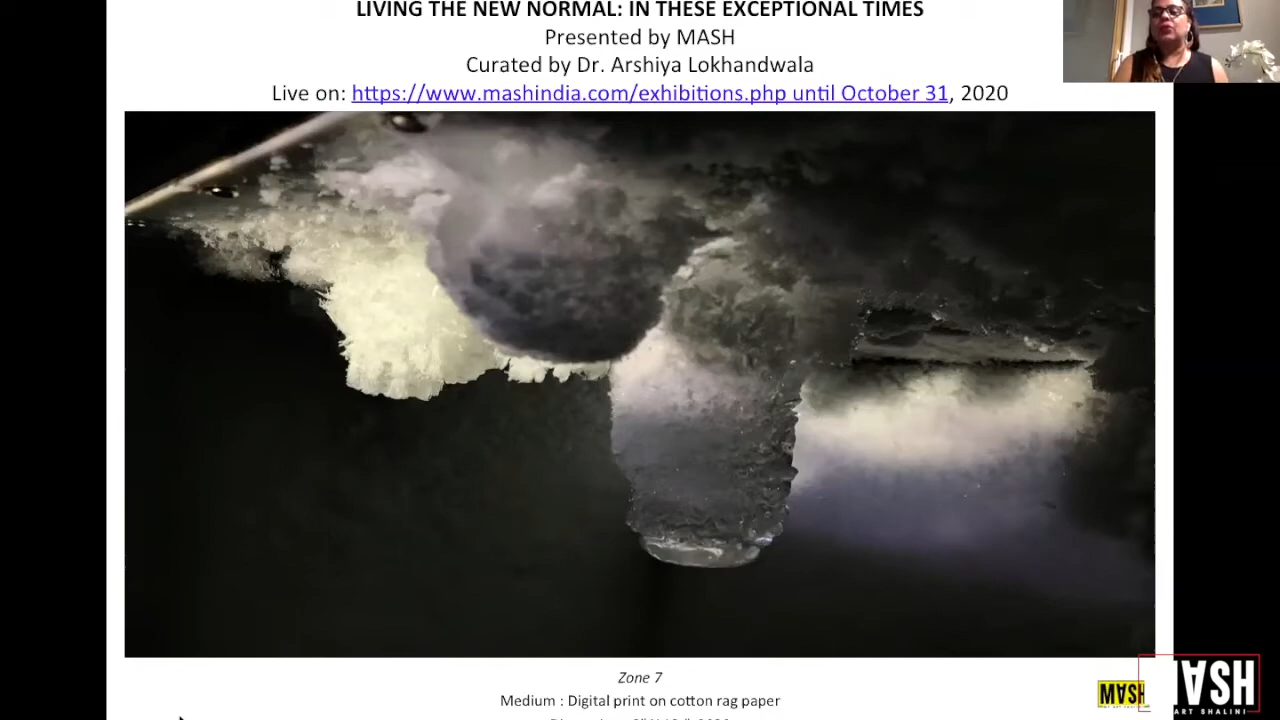 LIVING THE NEW NORMAL: IN THESE EXCEPTIONAL TIMES
Presented by MASH
Curated by Dr. Arshiya Lokhandwala
Live on: https://www.mashindia.com/exhibitions.php until October 31, 2020
Zone 7
Medium : Digital print on cotton rag paper
MASH
MASH
ART SHALINI